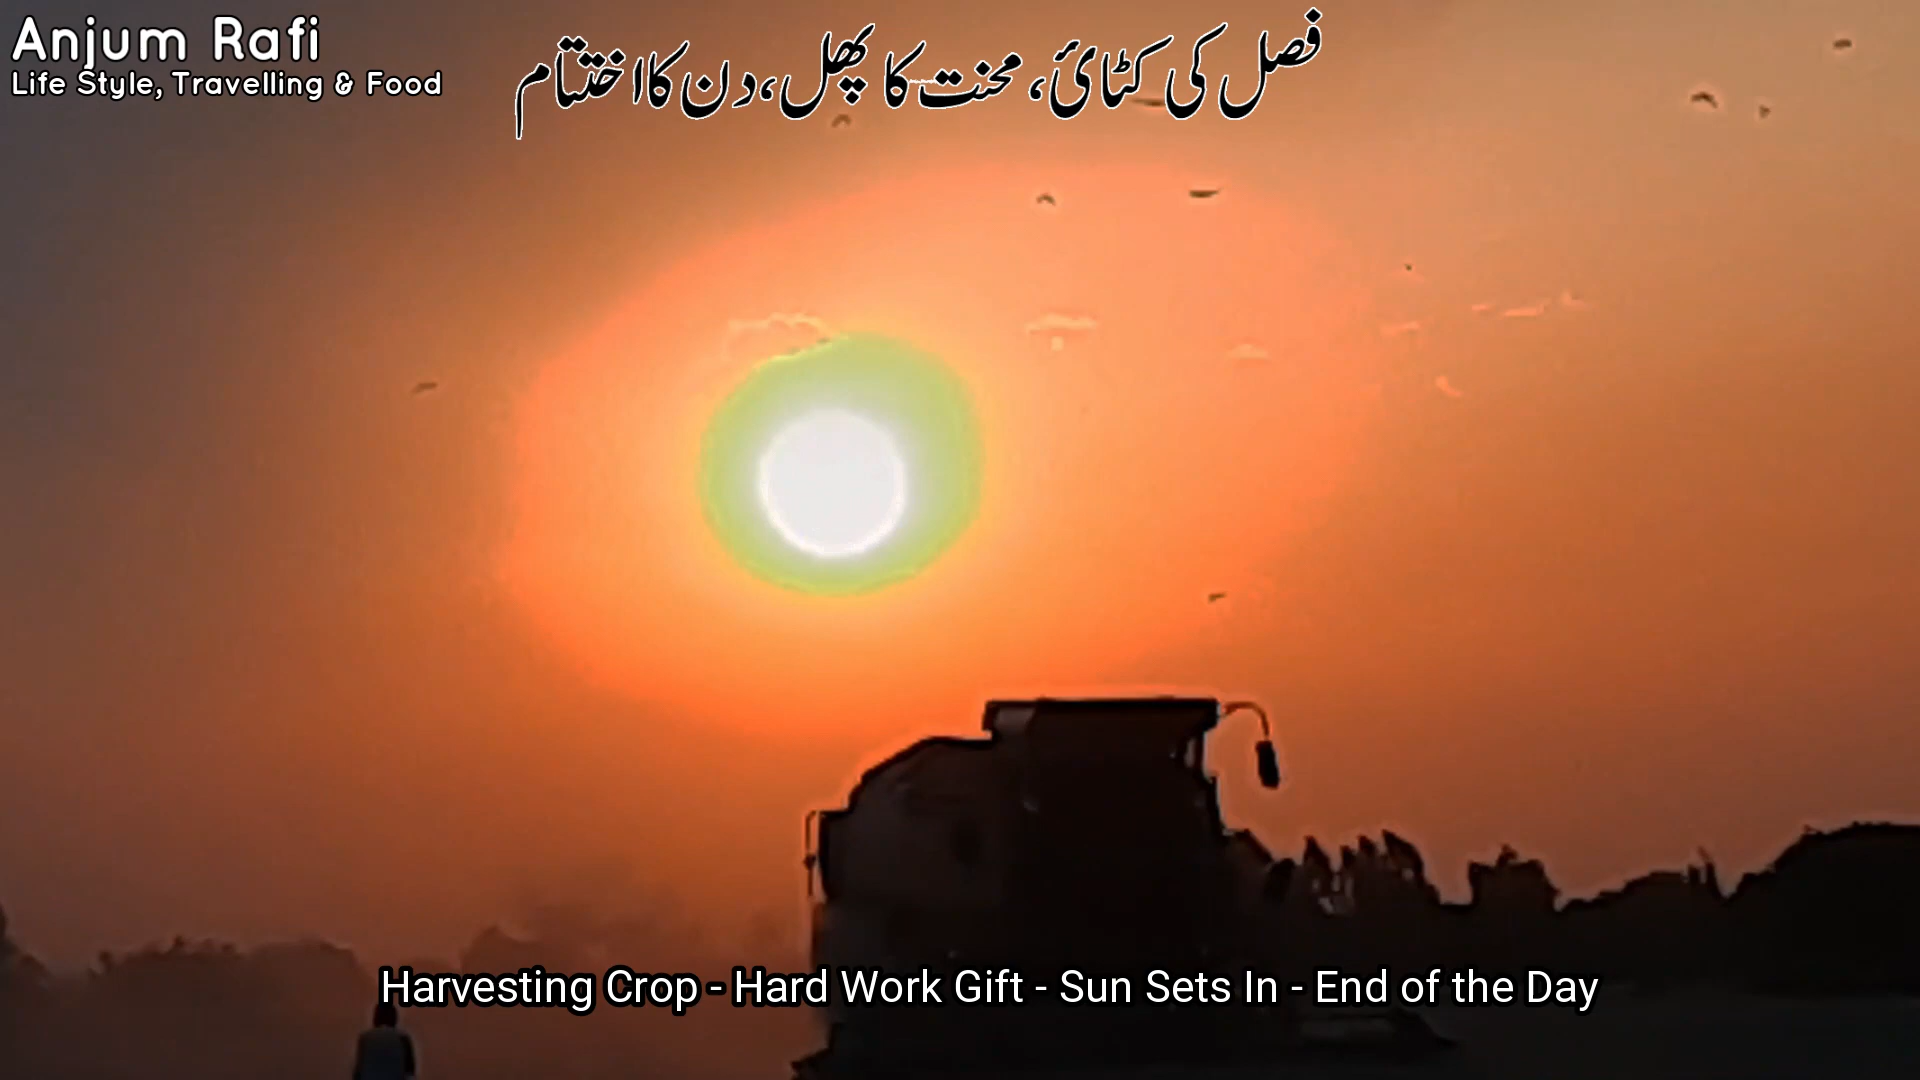 Anjum Rafi
Life Style, Travelling & Food
فصل کی کٹائ، محنت کا پھل، دن کا اختتام
Harvesting Crop - Hard Work Gift - Sun Sets In - End of the Day